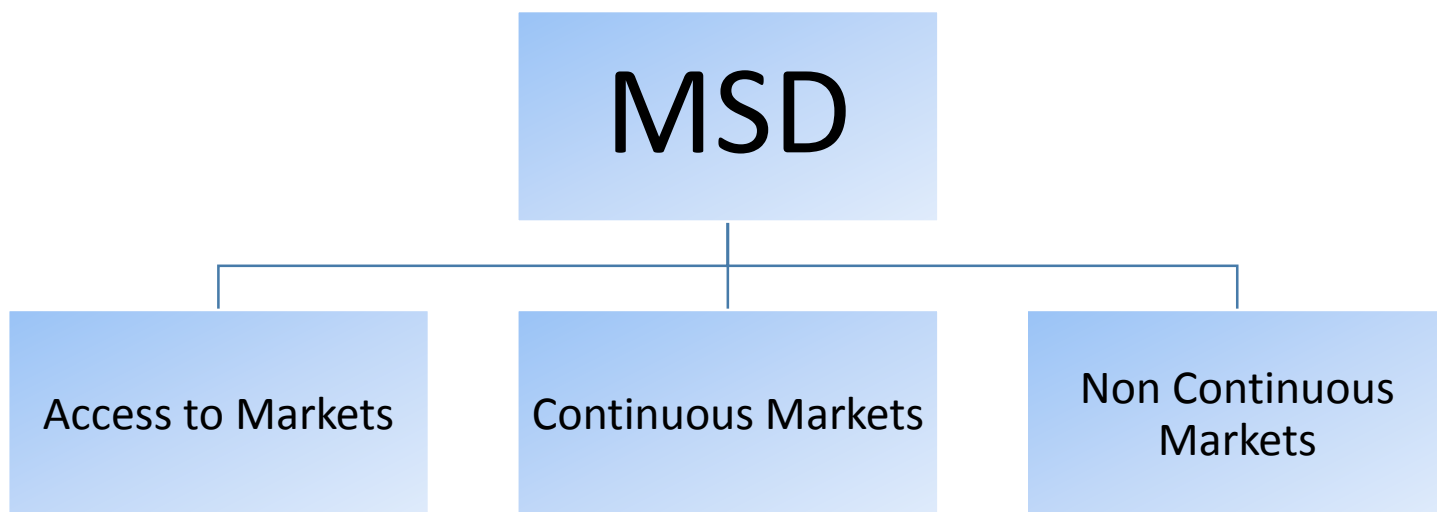 MSD
Access to Markets
Continuous Markets
Non Continuous
Markets